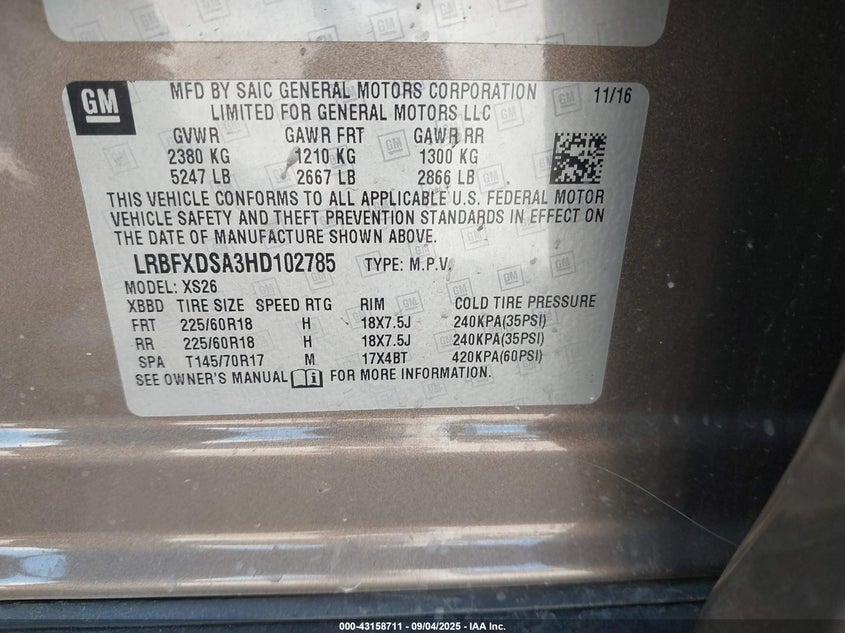 GM
MFD BY SAIC GENERAL MOTORS CORPORATION 11/16
LIMITED FOR GENERAL MOTORS LLC
GVWR GAWR FRT GAWR RR
2380 KG 1210 KG 1300 KG
5247 LB 2667 LB 2866 LB
THIS VEHICLE CONFORMS TO ALL APPLICABLE U.S. FEDERAL MOTOR
VEHICLE SAFETY AND THEFT PREVENTION STANDARDS IN EFFECT ON
THE DATE OF MANUFACTURE SHOWN ABOVE.
LRBFXDSA3HD102785 TYPE: M.P.V.
MODEL: XS26
XBBD TIRE SIZE SPEED RTG RIM COLD TIRE PRESSURE
FRT 225/60R18 H 18X7.5J 240KPA(35PSI)
RR 225/60R18 H 18X7.5J 240KPA(35PSI)
SPA T145/70R17 M 17X4BT 420KPA(60PSI)
SEE OWNER'S MANUAL i FOR MORE INFORMATION.
000-43158711 - 09/04/2025 - IAA Inc.